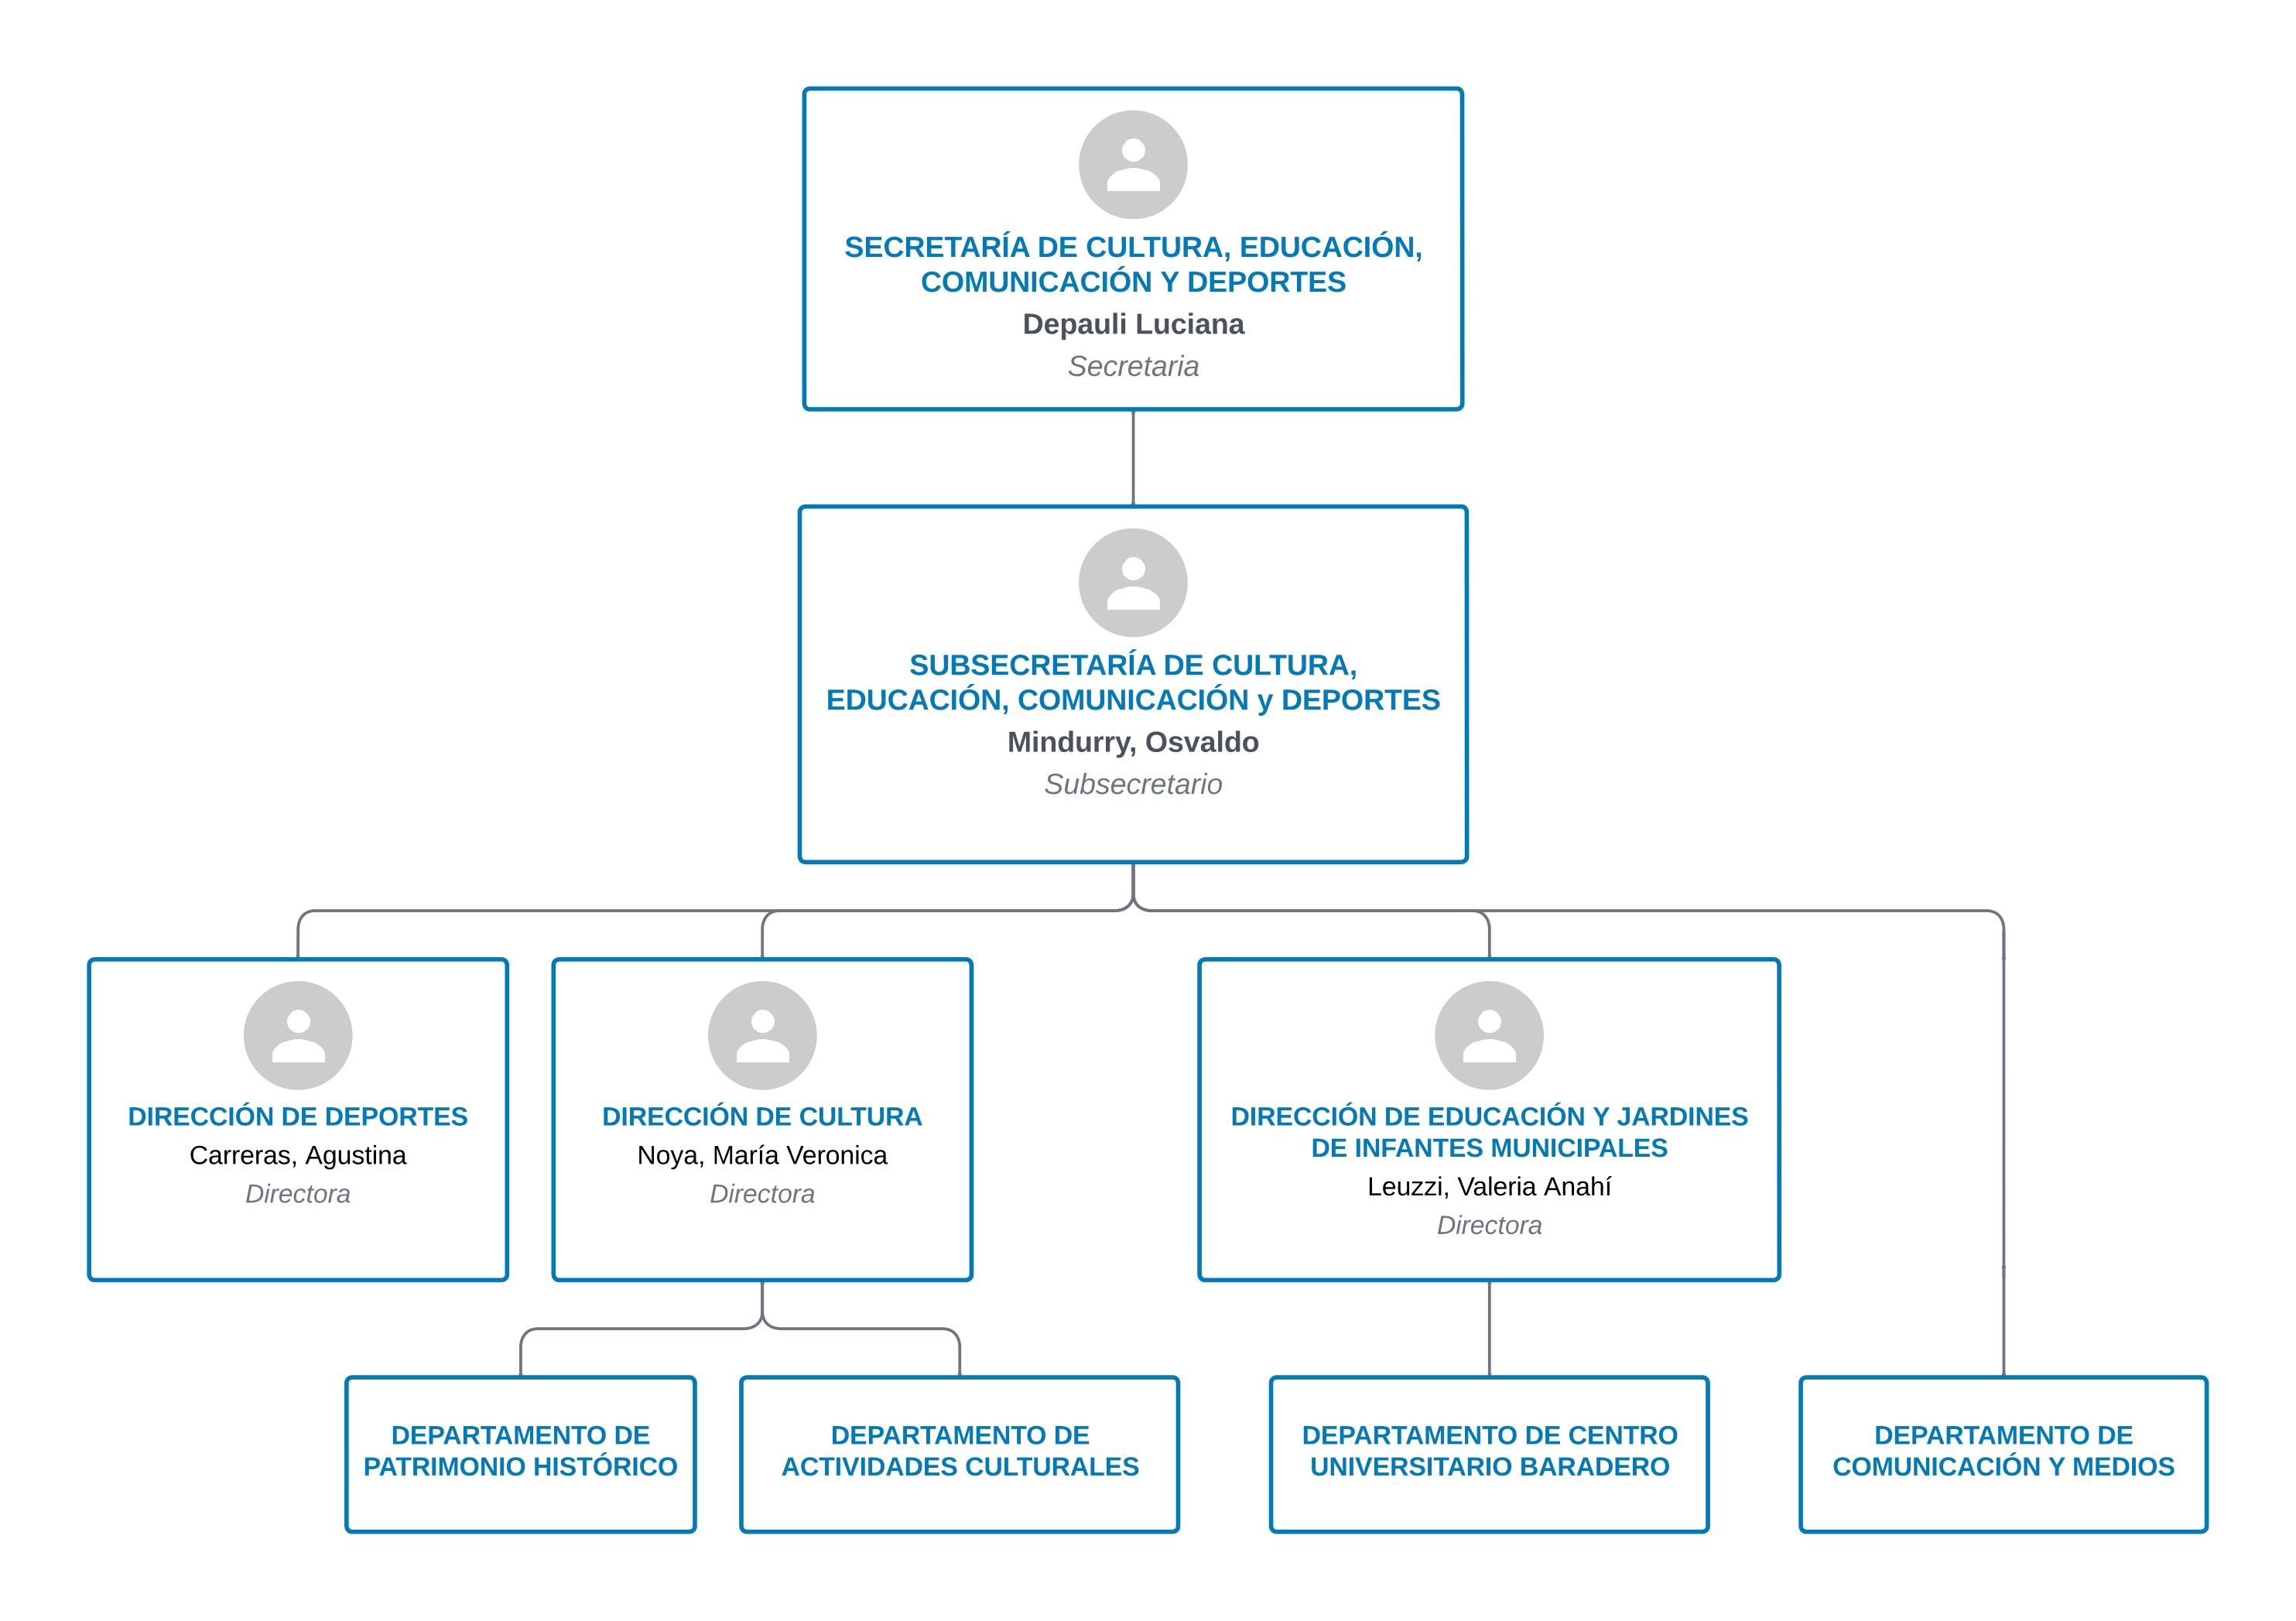 SECRETARÍA DE CULTURA, EDUCACIÓN,
COMUNICACIÓN Y DEPORTES
Depauli Luciana
Secretaria
SUBSECRETARÍA DE CULTURA,
EDUCACIÓN, COMUNICACIÓN y DEPORTES
Mindurry, Osvaldo
Subsecretario
DIRECCIÓN DE DEPORTES
Carreras, Agustina
Directora
DIRECCIÓN DE CULTURA
Noya, María Veronica
Directora
DIRECCIÓN DE EDUCACIÓN Y JARDINES
DE INFANTES MUNICIPALES
Leuzzi, Valeria Anahí
Directora
DEPARTAMENTO DE
PATRIMONIO HISTÓRICO
DEPARTAMENTO DE
ACTIVIDADES CULTURALES
DEPARTAMENTO DE CENTRO
UNIVERSITARIO BARADERO
DEPARTAMENTO DE
COMUNICACIÓN Y MEDIOS